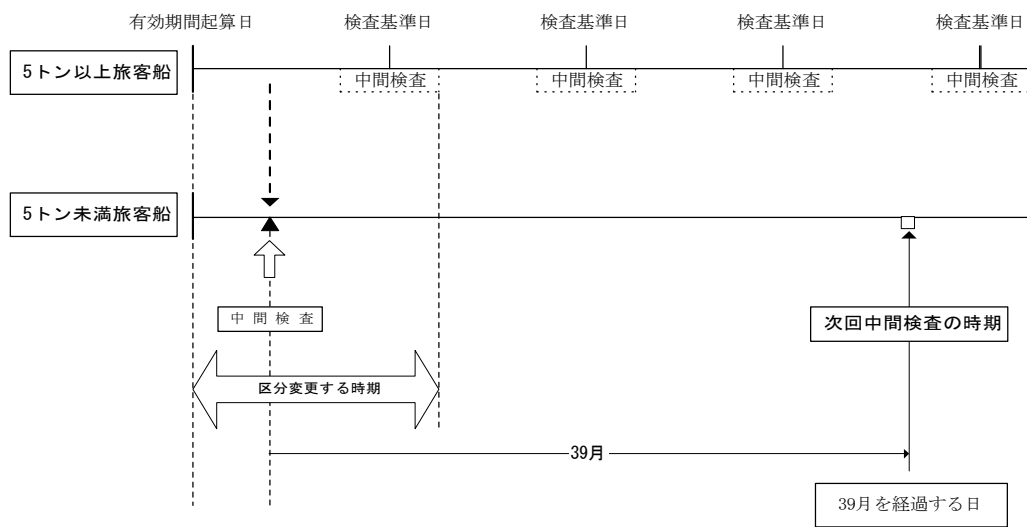 有効期間起算日
検査基準日
検査基準日
検査基準日
検査基準日
5トン以上旅客船
中間検査
中間検査
中間検査
中間検査
5トン未満旅客船
中間検査
次回中間検査の時期
区分変更する時期
39月
39月を経過する日